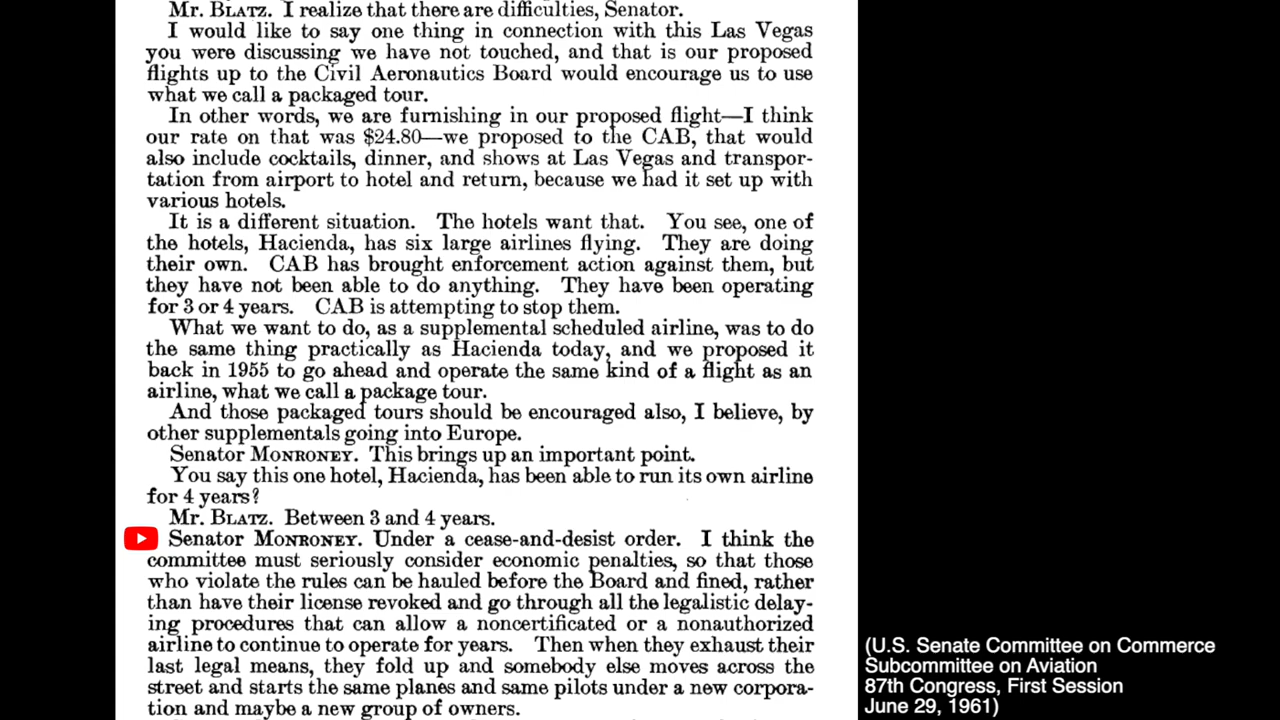 Mr. BLATZ. I realize that there are difficulties, Senator.
I would like to say one thing in connection with this Las Vegas
you were discussing we have not touched, and that is our proposed
flights up to the Civil Aeronautics Board would encourage us to use
what we call a packaged tour.
In other words, we are furnishing in our proposed flight—I think
our rate on that was $24.80—we proposed to the CAB, that would
also include cocktails, dinner, and shows at Las Vegas and transpor-
tation from airport to hotel and return, because we had it set up with
various hotels.
It is a different situation. The hotels want that. You see, one of
the hotels, Hacienda, has six large airlines flying. They are doing
their own. CAB has brought enforcement action against them, but
they have not been able to do anything. They have been operating
for 3 or 4 years. CAB is attempting to stop them.
What we want to do, as a supplemental scheduled airline, was to do
the same thing practically as Hacienda today, and we proposed it
back in 1955 to go ahead and operate the same kind of a flight as an
airline, what we call a package tour.
And those packaged tours should be encouraged also, I believe, by
other supplementals going into Europe.
Senator MONRONEY. This brings up an important point.
You say this one hotel, Hacienda, has been able to run its own airline
for 4 years?
Mr. BLATZ. Between 3 and 4 years.
Senator MONRONEY. Under a cease-and-desist order. I think the
committee must seriously consider economic penalties, so that those
who violate the rules can be hauled before the Board and fined, rather
than have their license revoked and go through all the legalistic delay-
ing procedures that can allow a noncertificated or a nonauthorized
airline to continue to operate for years. Then when they exhaust their
last legal means, they fold up and somebody else moves across the
street and starts the same planes and same pilots under a new corpora-
tion and maybe a new group of owners.
(U.S. Senate Committee on Commerce
Subcommittee on Aviation
87th Congress, First Session
June 29, 1961)